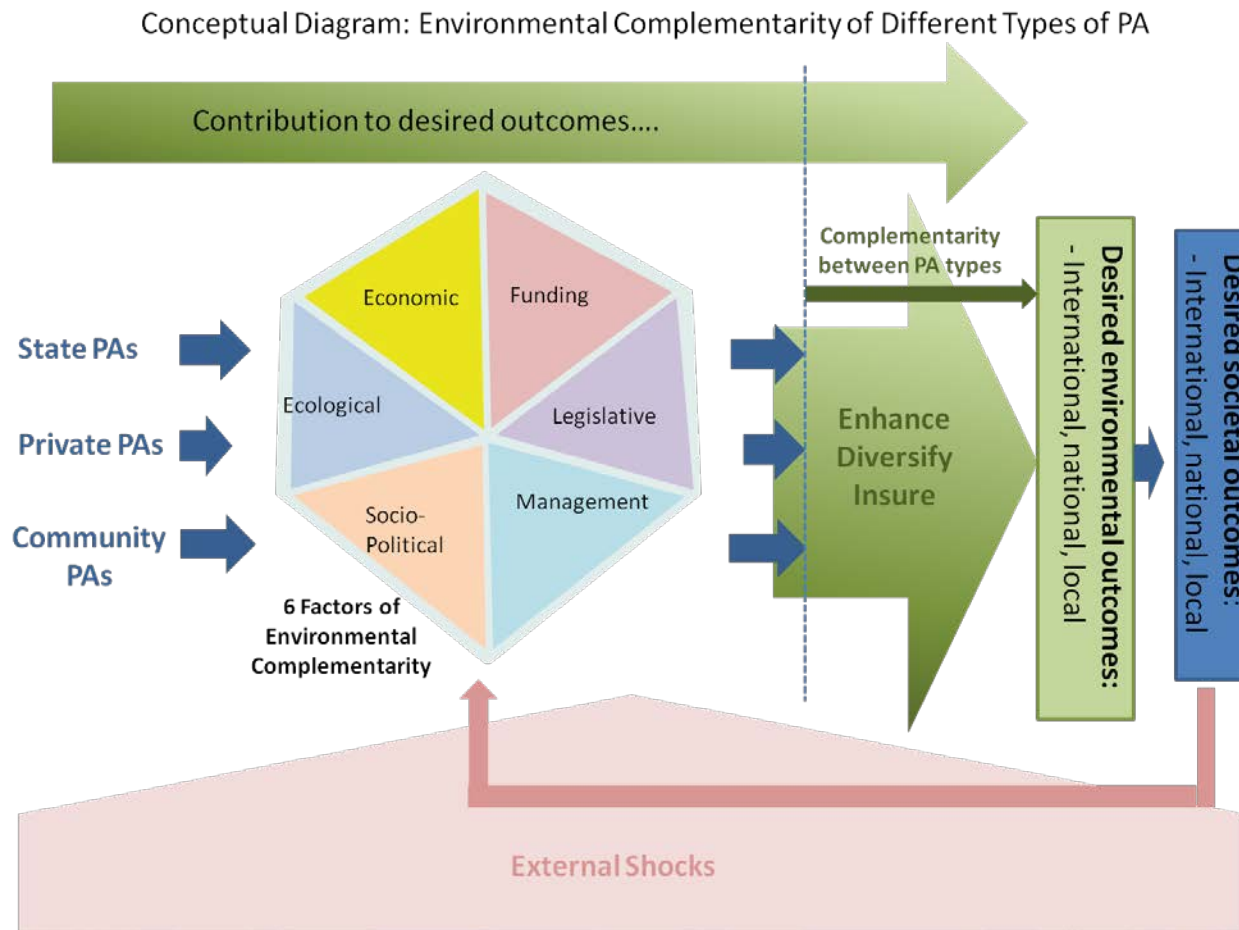 Conceptual Diagram: Environmental Complementarity of Different Types of PA
Contribution to desired outcomes....
Complementarity
between PA types
Economic
Funding
State PAs
Ecological
Legislative
Private PAs
Management
Socio-
Political
Community
PAs
6 Factors of
Environmental
Complementarity
Enhance
Diversify
Insure
Desired environmental outcomes:
- International, national, local
Desired societal outcomes:
- International, national, local
External Shocks